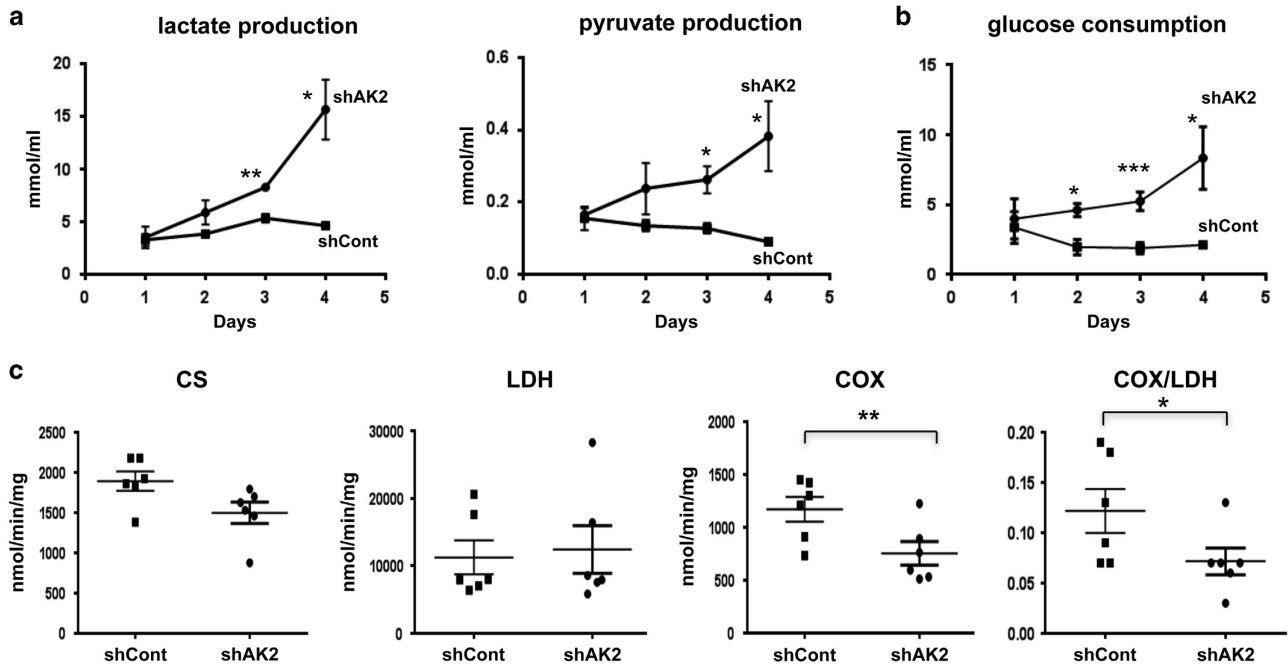 a
lactate production
pyruvate production
b
glucose consumption
mmol/ml
20
15
10
5
0
0 1 2 3 4 5
Days
**
*
shAK2
shCont
mmol/ml
0.6
0.4
0.2
0.0
0 1 2 3 4 5
Days
*
*
shAK2
shCont
mmol/ml
15
10
5
0
0 1 2 3 4 5
Days
*
***
*
shAK2
shCont
c
CS
LDH
COX
COX/LDH
nmol/min/mg
2500
2000
1500
1000
500
0
shCont shAK2
nmol/min/mg
30000
20000
10000
0
shCont shAK2
nmol/min/mg
2000
1500
1000
500
0
**
shCont shAK2
0.20
0.15
0.10
0.05
0.00
*
shCont shAK2